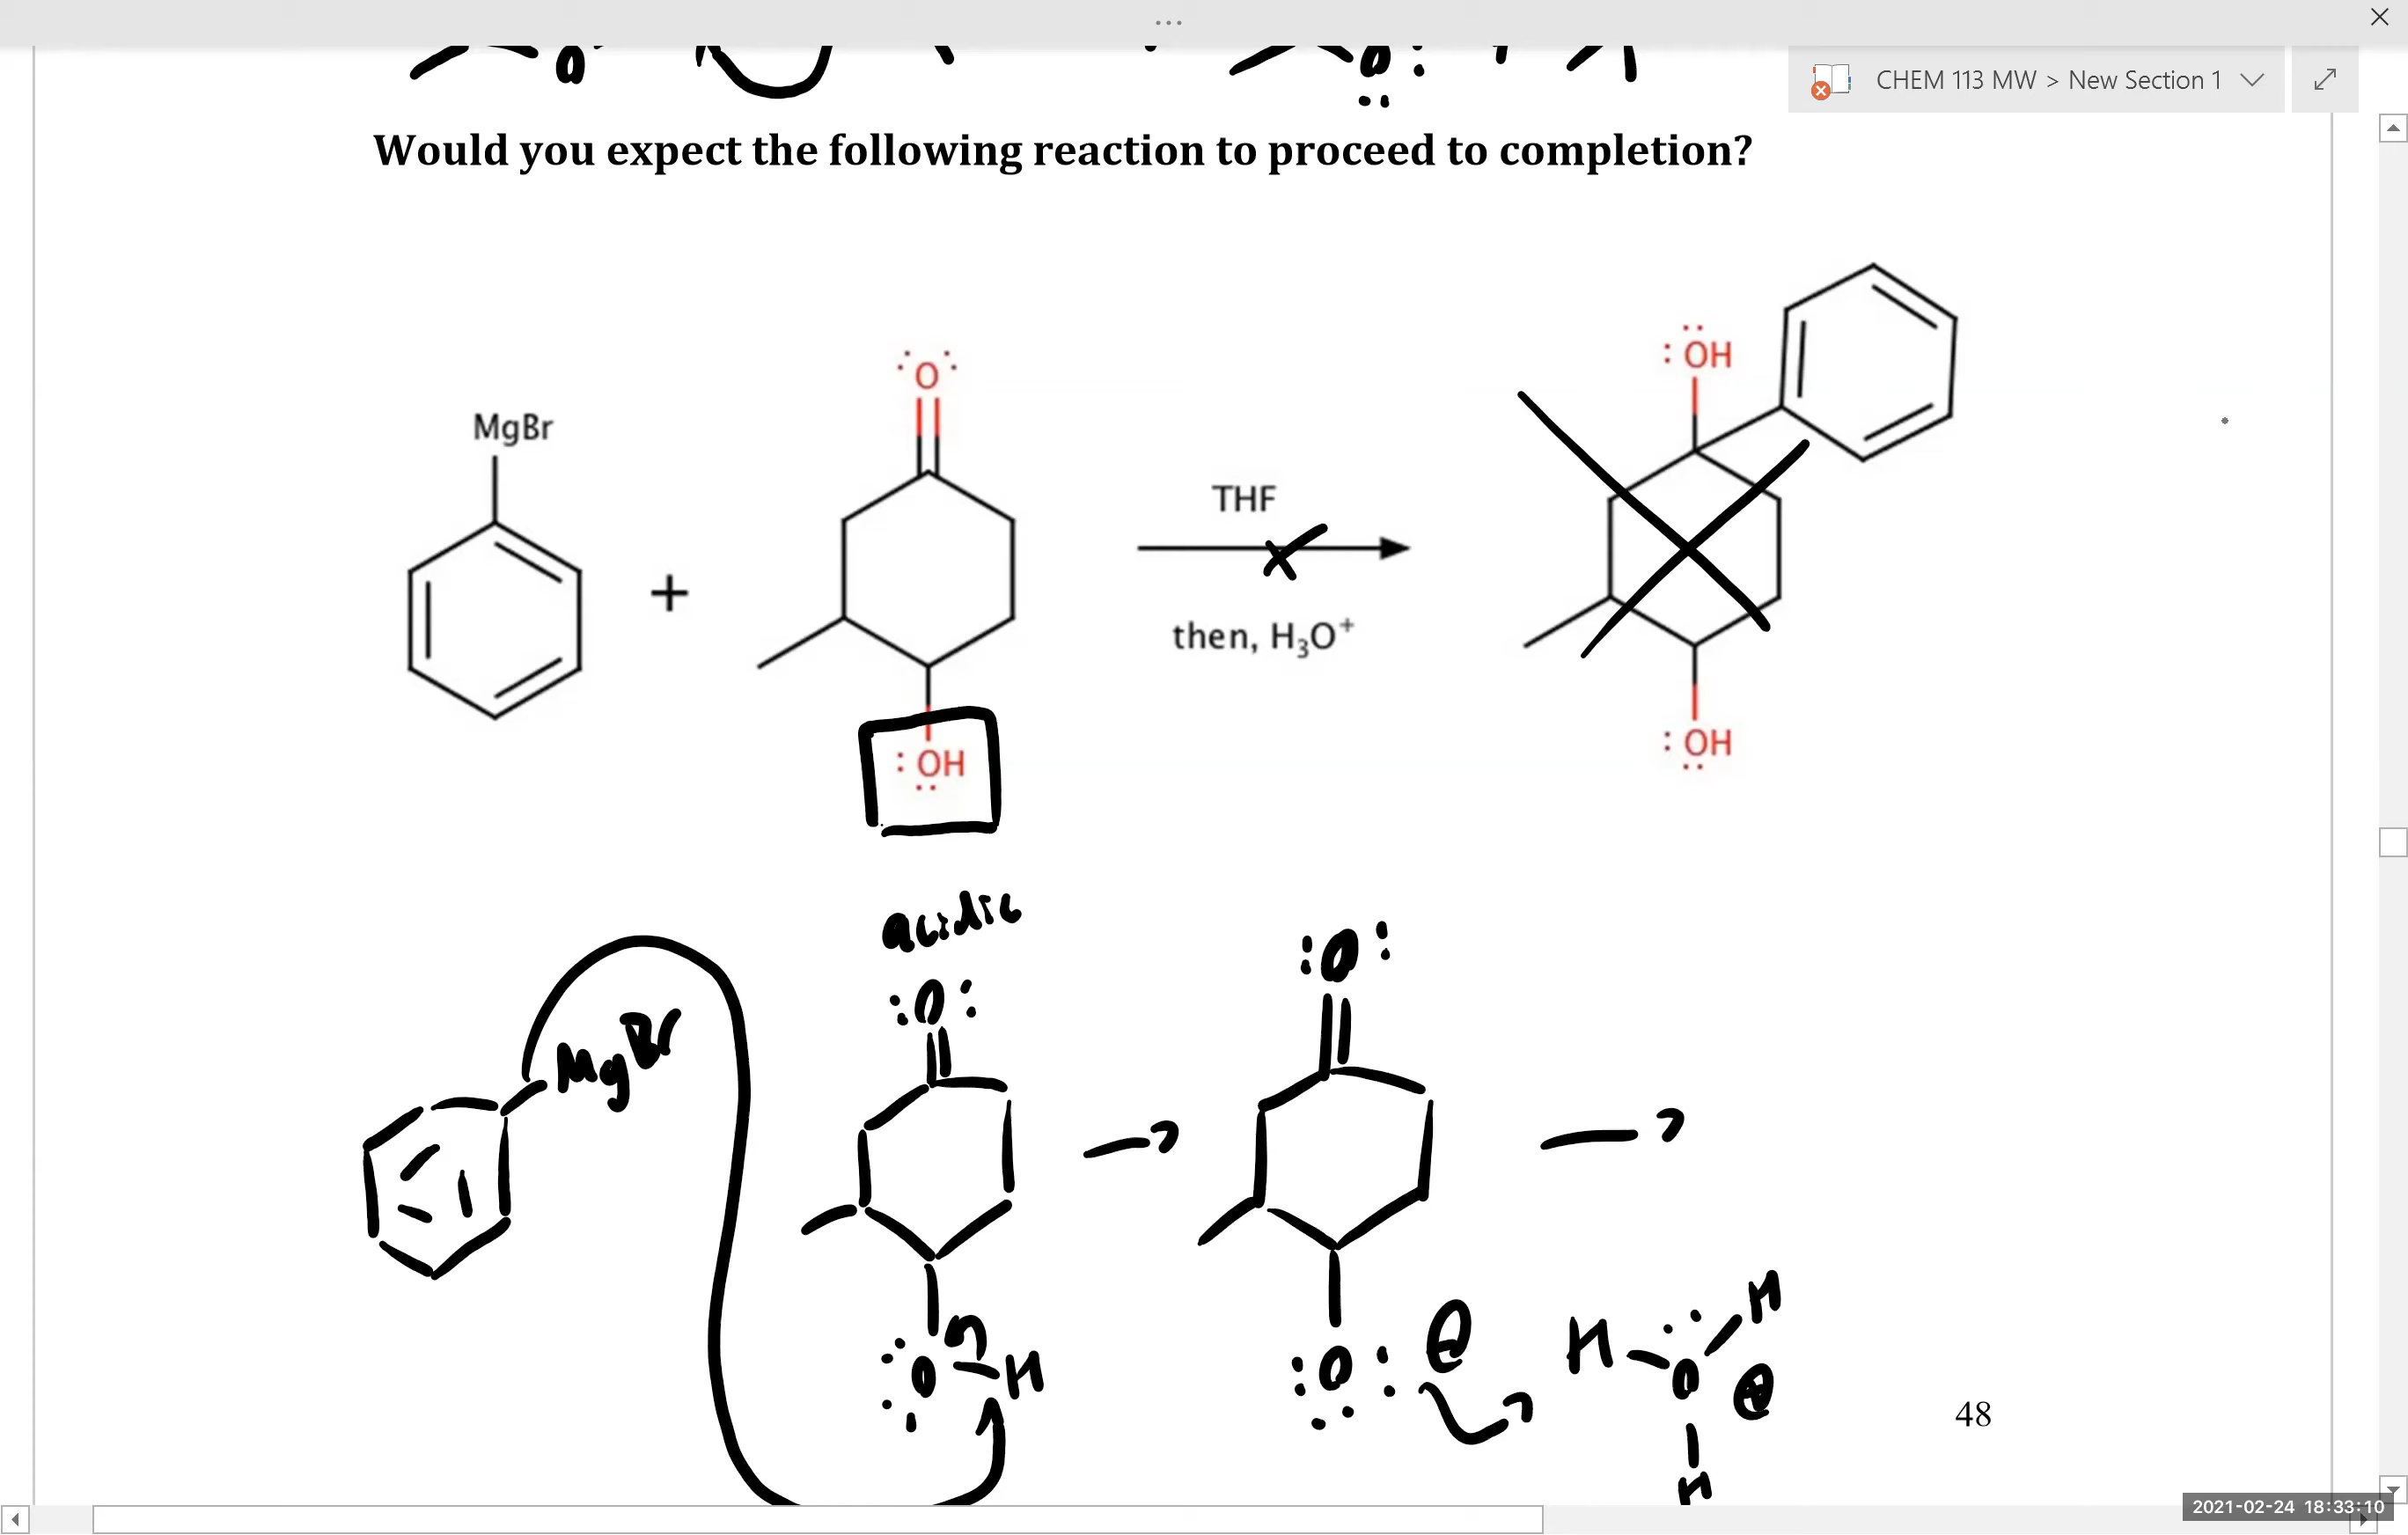 CHEM 113 MW > New Section 1
Would you expect the following reaction to proceed to completion?
MgBr
+
:O:
:OH
THF
then, H₃O⁺
:OH
:OH
acidic
MgBr
:O:
:O-H
:O:
:O: ⊖
H-O-H
⊕
H
48
2021-02-24 18:33:10